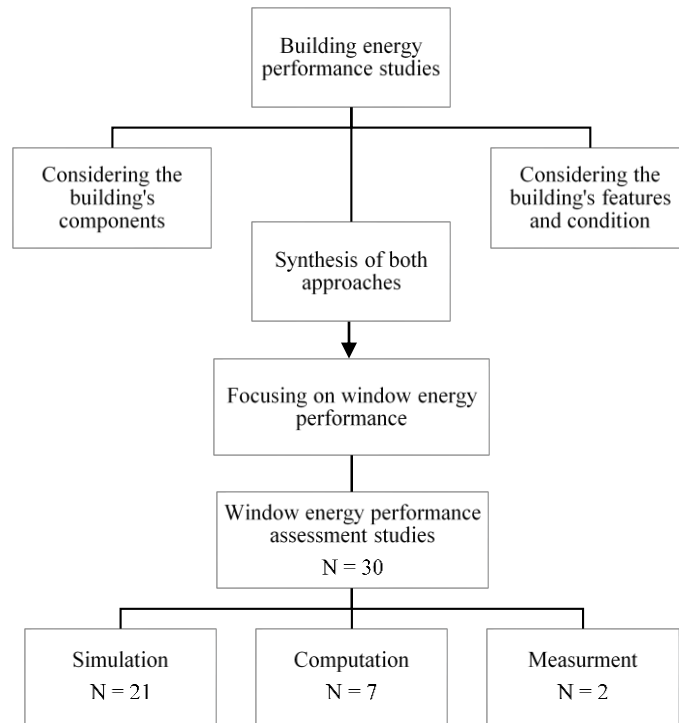 Building energy
performance studies
Considering the
building's
components
Considering the
building's features
and condition
Synthesis of both
approaches
Focusing on window energy
performance
Window energy performance
assessment studies
N = 30
Simulation
N = 21
Computation
N = 7
Measurment
N = 2